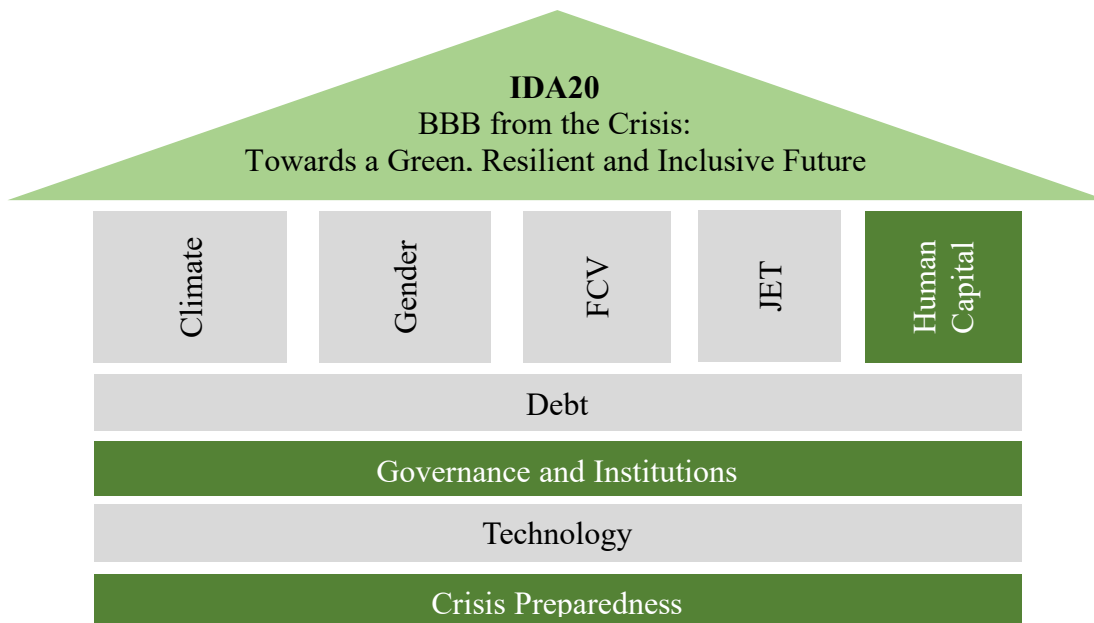 IDA20
BBB from the Crisis:
Towards a Green, Resilient and Inclusive Future
Climate
Gender
FCV
JET
Human
Capital
Debt
Governance and Institutions
Technology
Crisis Preparedness